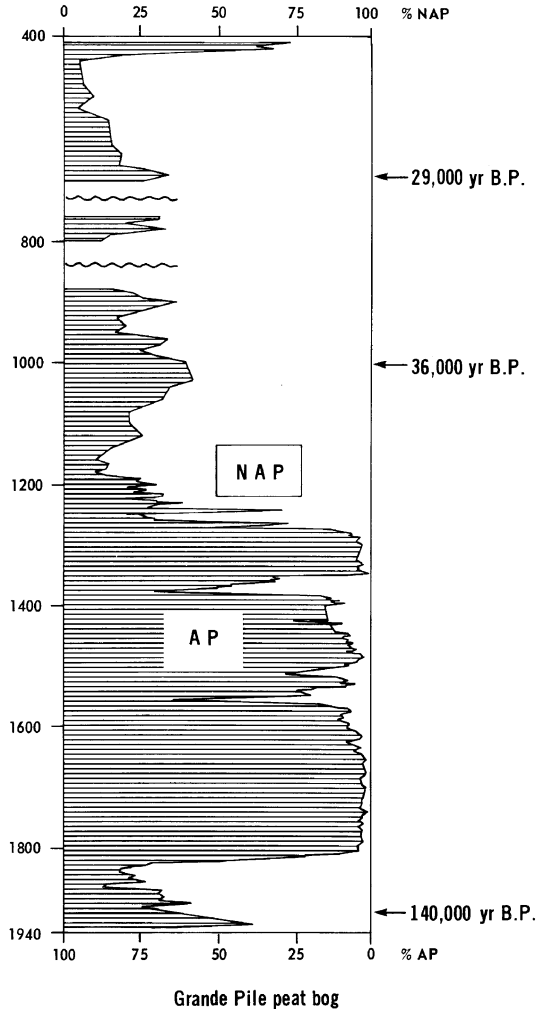 0 25 50 75 100 % NAP
400
29,000 yr B.P.
800
1000
36,000 yr B.P.
NAP
1200
1400
AP
1600
1800
140,000 yr B.P.
1940
100 75 50 25 0 % AP
Grande Pile peat bog